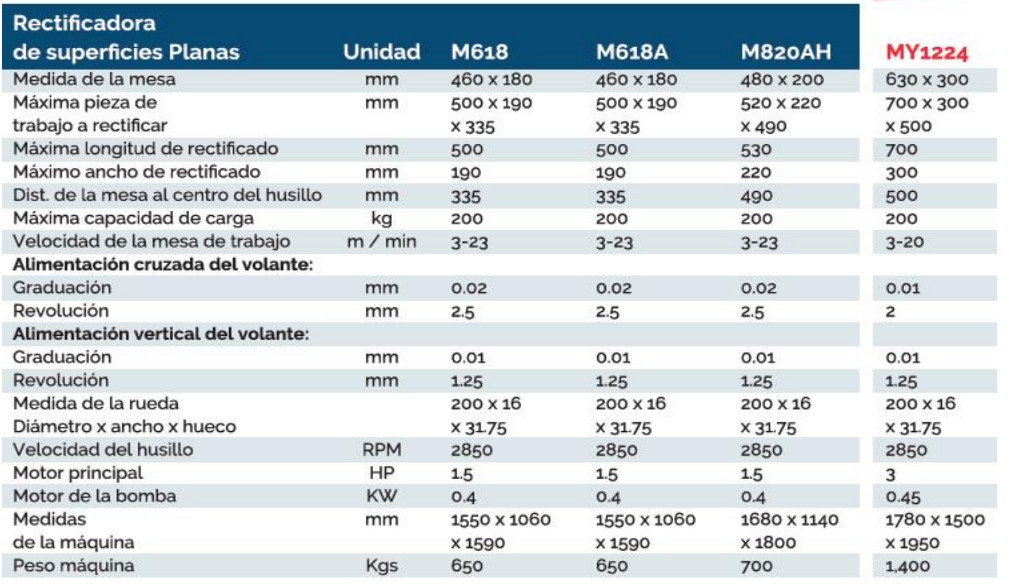 Rectificadora
de superficies Planas Unidad M618 M618A M820AH MY1224
Medida de la mesa mm 460 x 180 460 x 180 480 x 200 630 x 300
Máxima pieza de mm 500 x 190 500 x 190 520 x 220 700 x 300
trabajo a rectificar x 335 x 335 x 490 x 500
Máxima longitud de rectificado mm 500 500 530 700
Máximo ancho de rectificado mm 190 190 220 300
Dist. de la mesa al centro del husillo mm 335 335 490 500
Máxima capacidad de carga kg 200 200 200 200
Velocidad de la mesa de trabajo m / min 3-23 3-23 3-23 3-20
Alimentación cruzada del volante:
Graduación mm 0.02 0.02 0.02 0.01
Revolución mm 2.5 2.5 2.5 2
Alimentación vertical del volante:
Graduación mm 0.01 0.01 0.01 0.01
Revolución mm 1.25 1.25 1.25 1.25
Medida de la rueda 200 x 16 200 x 16 200 x 16 200 x 16
Diámetro x ancho x hueco x 31.75 x 31.75 x 31.75 x 31.75
Velocidad del husillo RPM 2850 2850 2850 2850
Motor principal HP 1.5 1.5 1.5 3
Motor de la bomba KW 0.4 0.4 0.4 0.45
Medidas mm 1550 x 1060 1550 x 1060 1680 x 1140 1780 x 1500
de la máquina x 1590 x 1590 x 1800 x 1950
Peso máquina Kgs 650 650 700 1,400